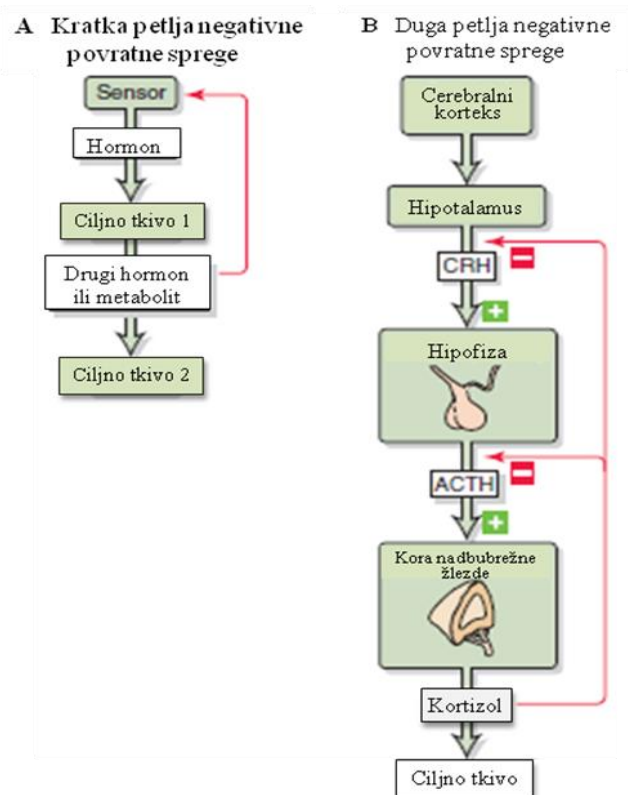 A Kratka petlja negativne
povratne sprege
Sensor
Hormon
Ciljno tkivo 1
Drugi hormon
ili metabolit
Ciljno tkivo 2
B Duga petlja negativne
povratne sprege
Cerebralni
korteks
Hipotalamus
−
CRH
+
Hipofiza
−
ACTH
+
Kora nadbubrežne
žlezde
Kortizol
Ciljno tkivo